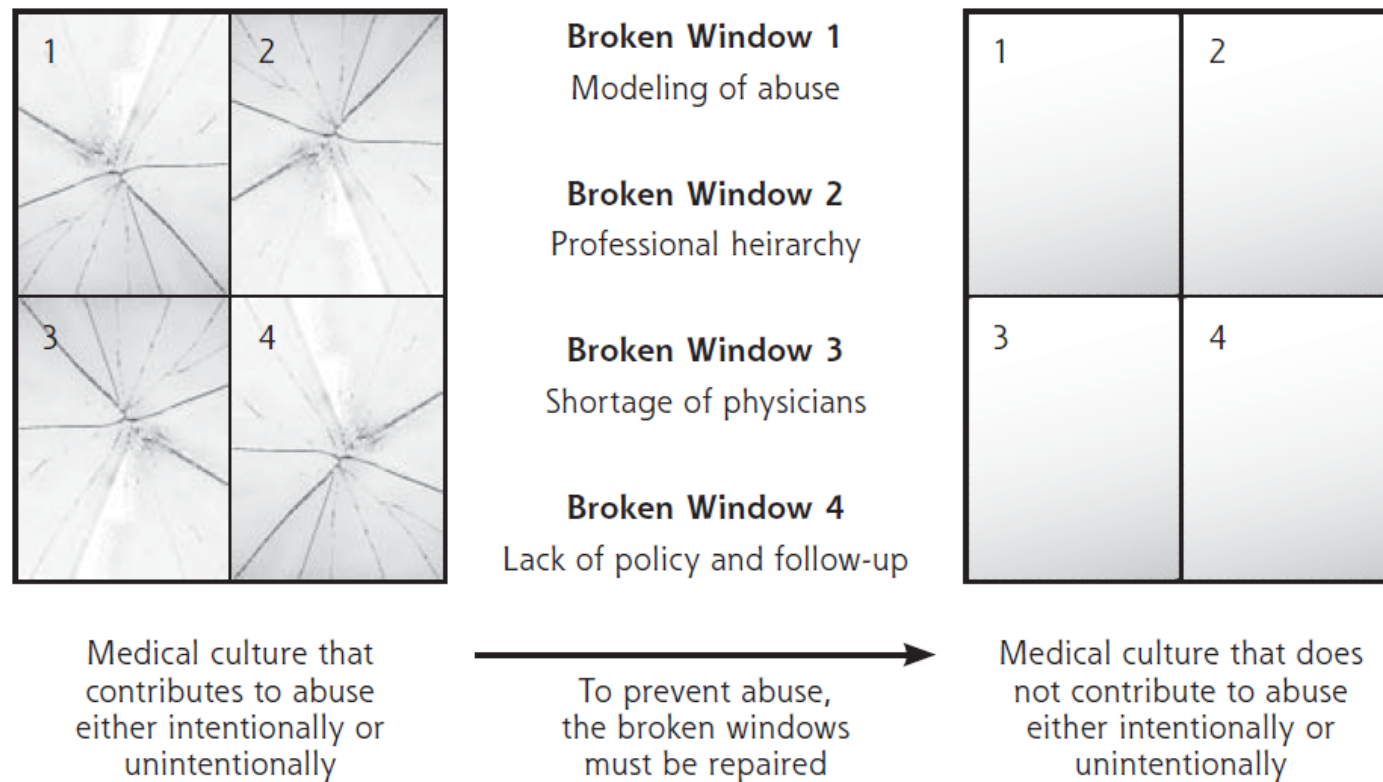 1
2
3
4
Broken Window 1
Modeling of abuse
Broken Window 2
Professional heirarchy
Broken Window 3
Shortage of physicians
Broken Window 4
Lack of policy and follow-up
1
2
3
4
Medical culture that
contributes to abuse
either intentionally or
unintentionally
To prevent abuse,
the broken windows
must be repaired
Medical culture that does
not contribute to abuse
either intentionally or
unintentionally